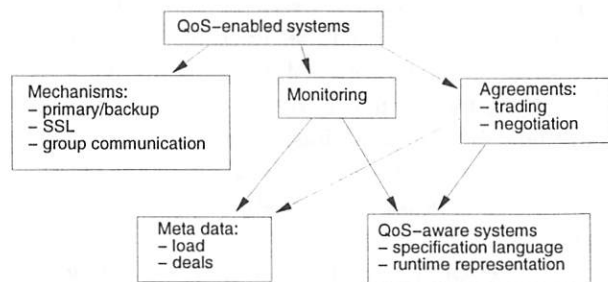 QoS–enabled systems
Mechanisms:
– primary/backup
– SSL
– group communication
Monitoring
Agreements:
– trading
– negotiation
Meta data:
– load
– deals
QoS–aware systems
– specification language
– runtime representation